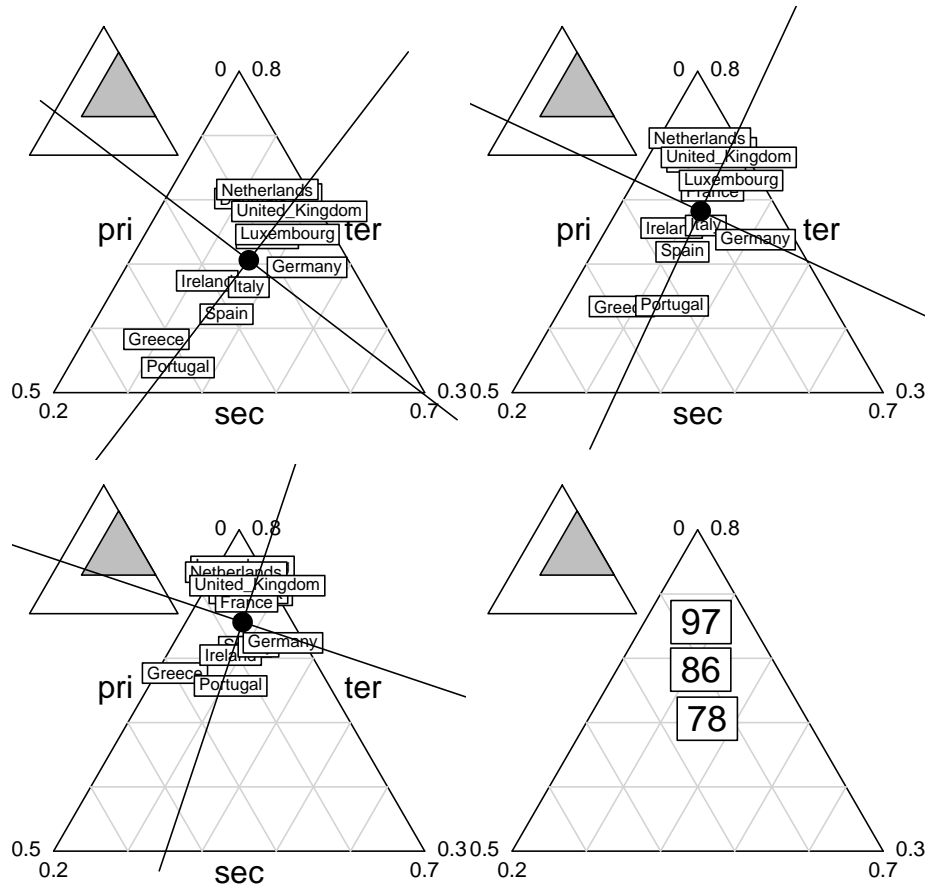 0 0.8
Netherlands
United_Kingdom
pri ter
Luxembourg
Germany
Ireland
Italy
Spain
Greece
Portugal
0.5 0.3
0.2 sec 0.7
0 0.8
Netherlands
United_Kingdom
Luxembourg
France
pri ter
Italy
Germany
Spain
Portugal
0.5 0.3
0.2 sec 0.7
0 0.8
Netherlands
United_Kingdom
France
Germany
Ireland
Greece
pri ter
Portugal
0.5 0.3
0.2 sec 0.7
0 0.8
97
86
78
0.5 0.3
0.2 0.7